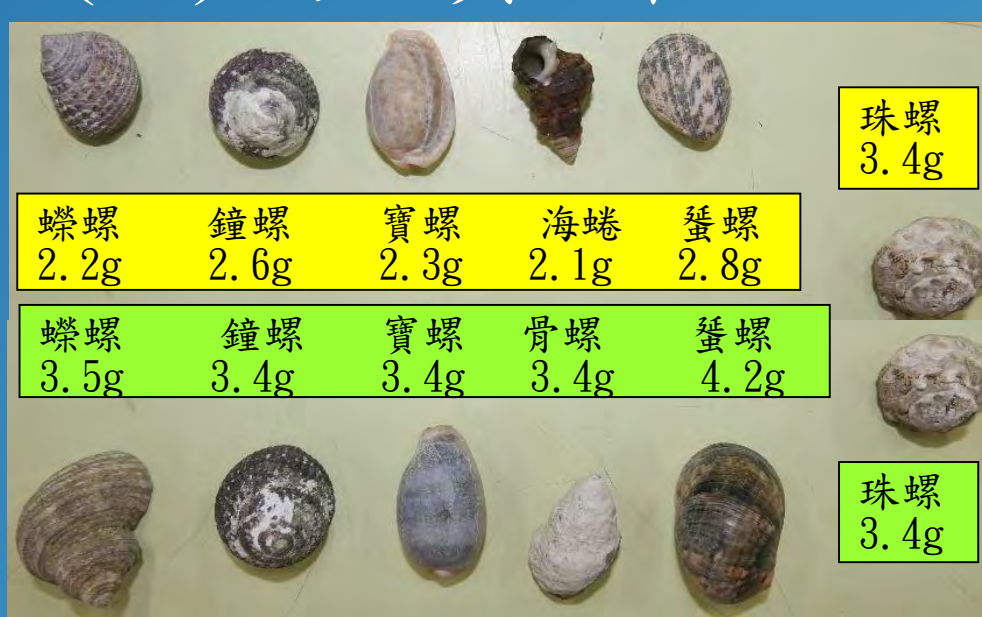 珠螺
3.4g
蠑螺 鐘螺 寶螺 海蜷 蜑螺
2.2g 2.6g 2.3g 2.1g 2.8g
蠑螺 鐘螺 寶螺 骨螺 蜑螺
3.5g 3.4g 3.4g 3.4g 4.2g
珠螺
3.4g